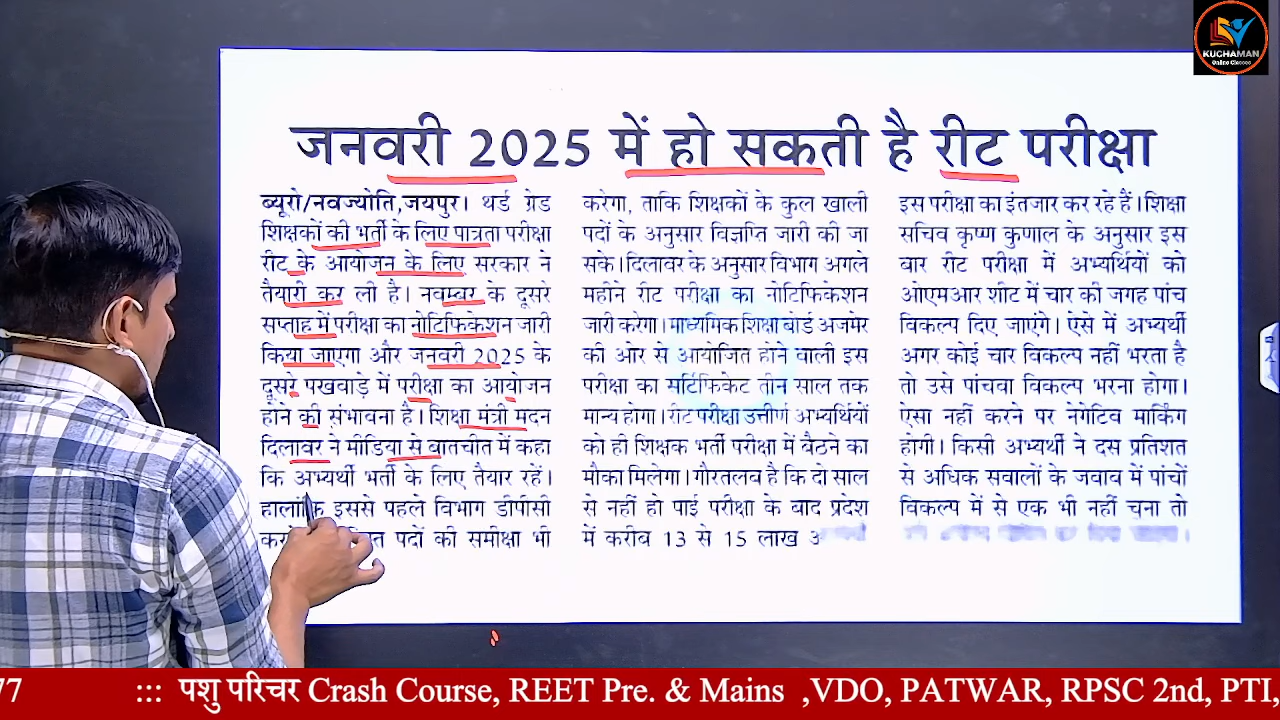 KUCHAMAN
Online Classes
जनवरी 2025 में हो सकती है रीट परीक्षा
ब्यूरो/नवज्योति,जयपुर। थर्ड ग्रेड
शिक्षकों की भर्ती के लिए पात्रता परीक्षा
रीट के आयोजन के लिए सरकार ने
तैयारी कर ली है। नवम्बर के दूसरे
सप्ताह में परीक्षा का नोटिफिकेशन जारी
किया जाएगा और जनवरी 2025 के
दूसरे पखवाड़े में परीक्षा का आयोजन
होने की संभावना है। शिक्षा मंत्री मदन
दिलावर ने मीडिया से बातचीत में कहा
कि अभ्यर्थी भर्ती के लिए तैयार रहें।
हालांकि इससे पहले विभाग डीपीसी
पदों की समीक्षा भी
करेगा, ताकि शिक्षकों के कुल खाली
पदों के अनुसार विज्ञप्ति जारी की जा
सके। दिलावर के अनुसार विभाग अगले
महीने रीट परीक्षा का नोटिफिकेशन
जारी करेगा। माध्यमिक शिक्षा बोर्ड अजमेर
की ओर से आयोजित होने वाली इस
परीक्षा का सर्टिफिकेट तीन साल तक
मान्य होगा। रीट परीक्षा उत्तीर्ण अभ्यर्थियों
को ही शिक्षक भर्ती परीक्षा में बैठने का
मौका मिलेगा। गौरतलब है कि दो साल
से नहीं हो पाई परीक्षा के बाद प्रदेश
में करीब 13 से 15 लाख
इस परीक्षा का इंतजार कर रहे हैं। शिक्षा
सचिव कृष्ण कुणाल के अनुसार इस
बार रीट परीक्षा में अभ्यर्थियों को
ओएमआर शीट में चार की जगह पांच
विकल्प दिए जाएंगे। ऐसे में अभ्यर्थी
अगर कोई चार विकल्प नहीं भरता है
तो उसे पांचवा विकल्प भरना होगा।
ऐसा नहीं करने पर नेगेटिव मार्किंग
होगी। किसी अभ्यर्थी ने दस प्रतिशत
से अधिक सवालों के जवाब में पांचों
विकल्प में से एक भी नहीं चुना तो
77 ::: पशु परिचर Crash Course, REET Pre. & Mains ,VDO, PATWAR, RPSC 2nd, PTI,